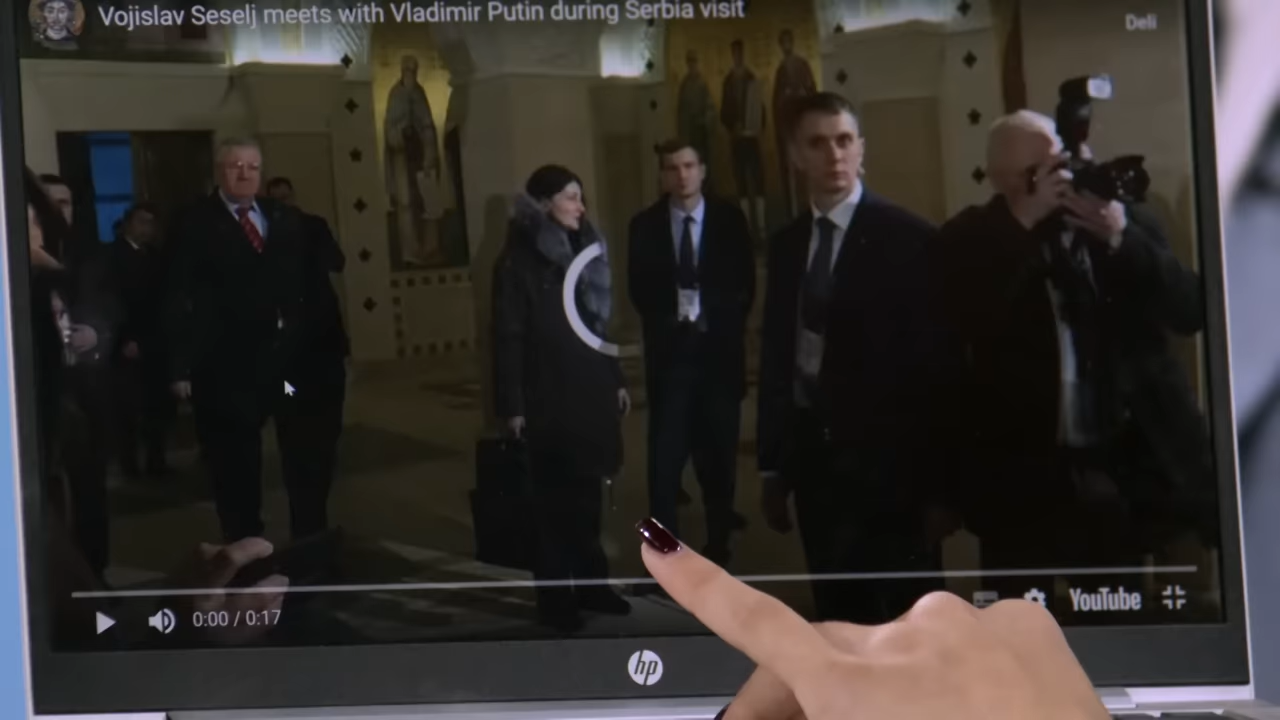 Vojislav Seselj meets with Vladimir Putin during Serbia visit
Deli
0:00 / 0:17
YouTube
hp